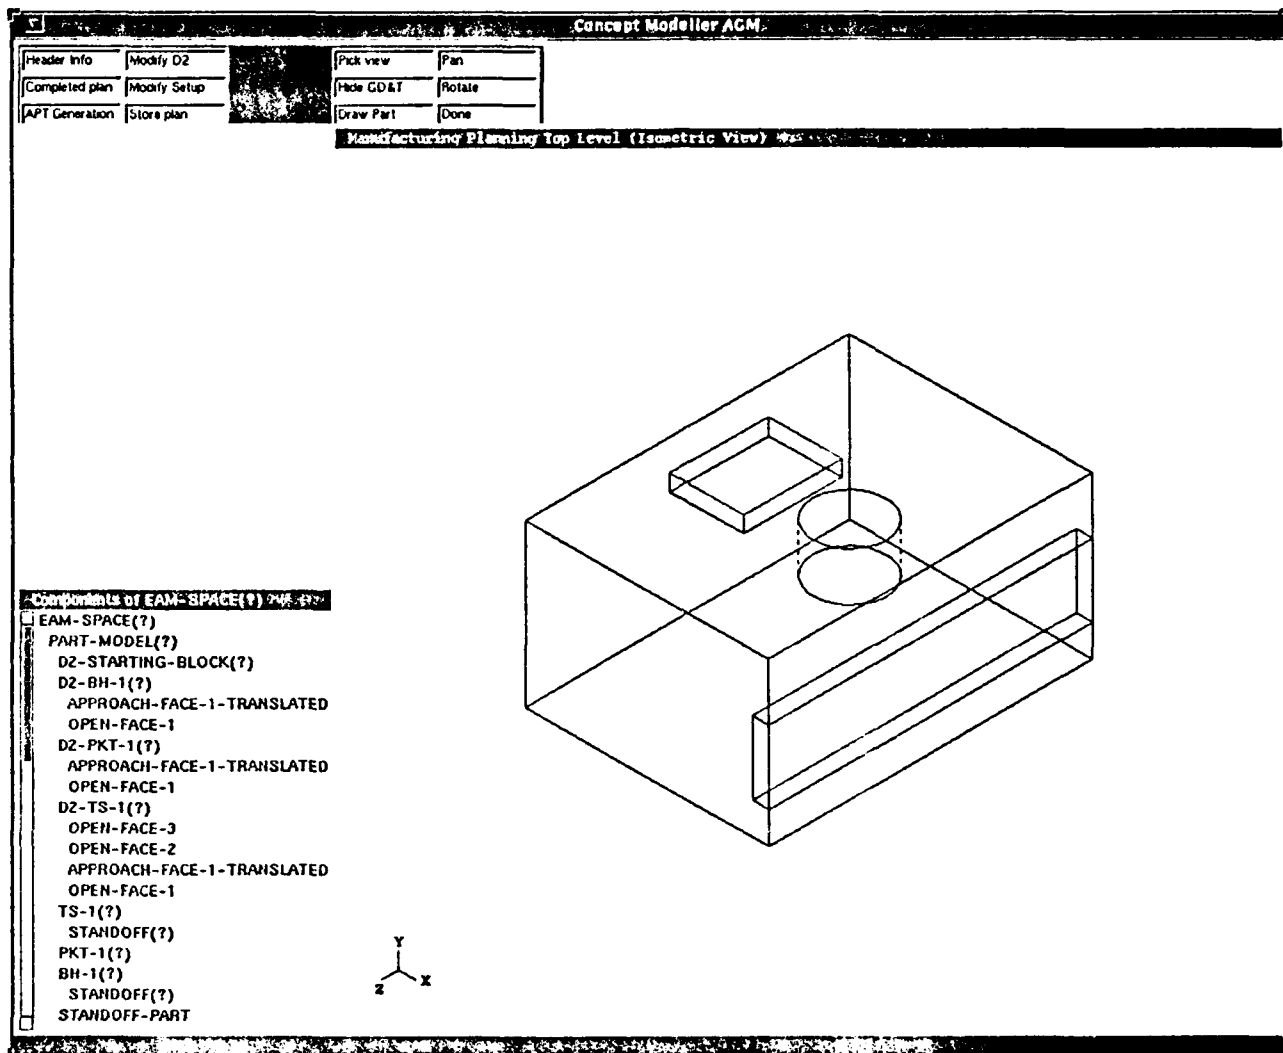 Concept Modeller AGM
Header Info Modify D2 Pick view Pan
Completed plan Modify Setup Hide GD&T Rotate
APT Generation Store plan Draw Part Done
Manufacturing Planning Top Level (Isometric View)
Components of EAM-SPACE(?)
EAM-SPACE(?)
PART-MODEL(?)
D2-STARTING-BLOCK(?)
D2-BH-1(?)
APPROACH-FACE-1-TRANSLATED
OPEN-FACE-1
D2-PKT-1(?)
APPROACH-FACE-1-TRANSLATED
OPEN-FACE-1
D2-TS-1(?)
OPEN-FACE-3
OPEN-FACE-2
APPROACH-FACE-1-TRANSLATED
OPEN-FACE-1
TS-1(?)
STANDOFF(?)
PKT-1(?)
BH-1(?)
STANDOFF(?)
STANDOFF-PART
Y
X
Z